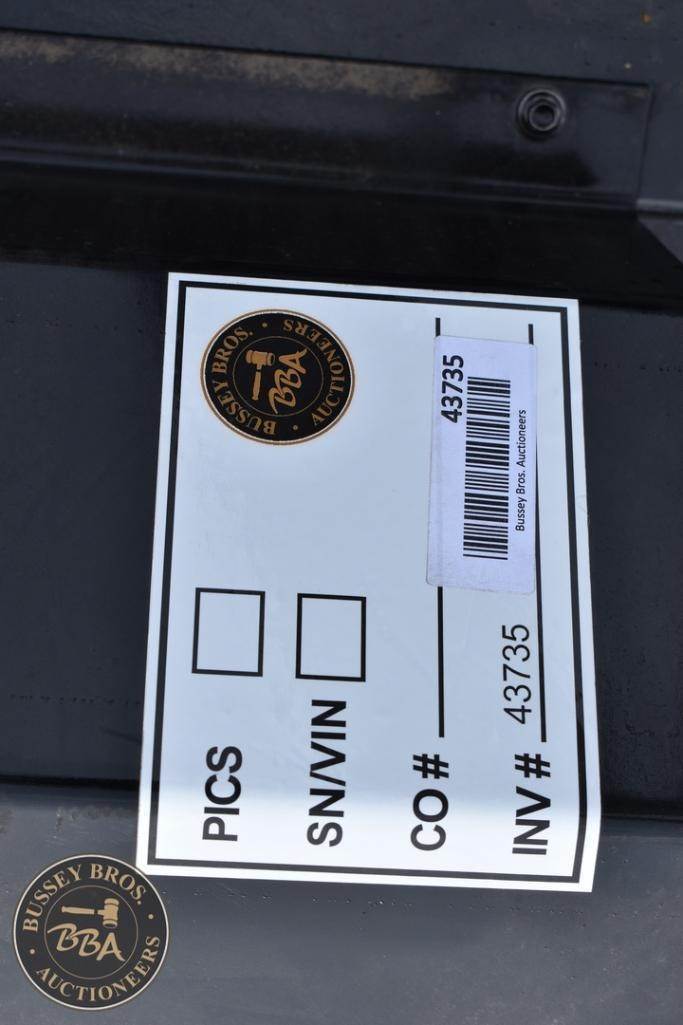 BUSSEY BROS. • AUCTIONEERS •
BBA
PICS
SN/VIN
CO #
43735
Bussey Bros. Auctioneers
INV # 43735
BUSSEY BROS. • AUCTIONEERS •
BBA